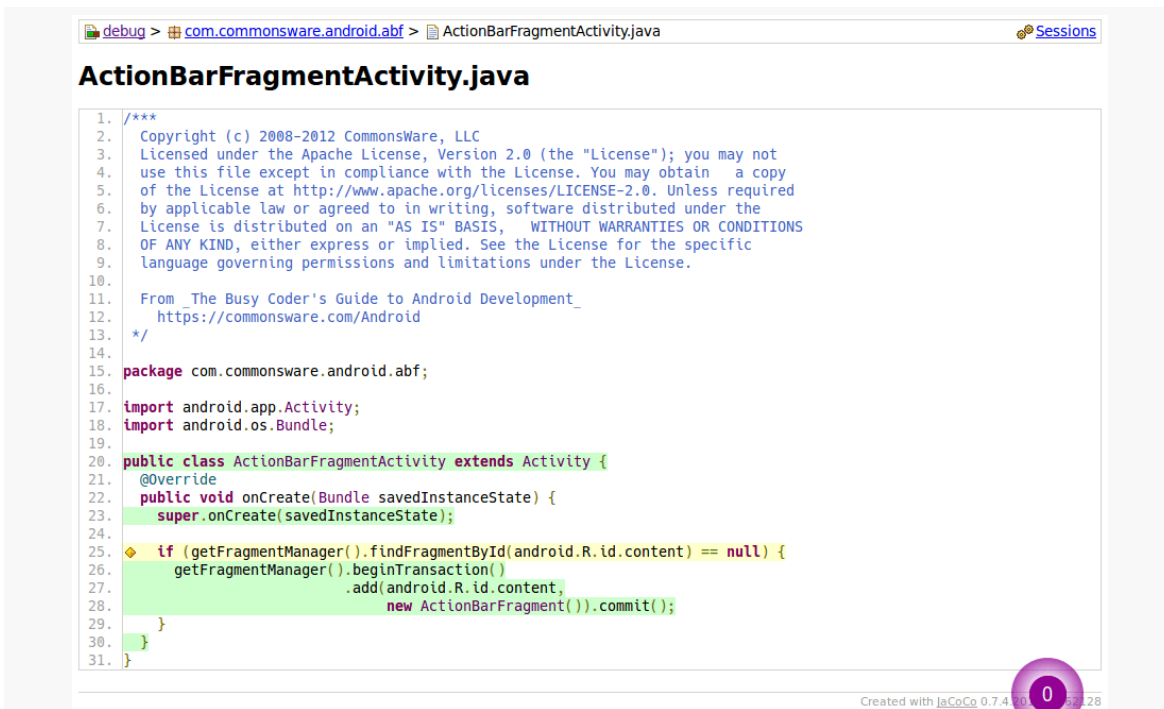 debug > com.commonsware.android.abf > ActionBarFragmentActivity.java Sessions
ActionBarFragmentActivity.java
1. /***
2.   Copyright (c) 2008-2012 CommonsWare, LLC
3.   Licensed under the Apache License, Version 2.0 (the "License"); you may not
4.   use this file except in compliance with the License. You may obtain   a copy
5.   of the License at http://www.apache.org/licenses/LICENSE-2.0. Unless required
6.   by applicable law or agreed to in writing, software distributed under the
7.   License is distributed on an "AS IS" BASIS,   WITHOUT WARRANTIES OR CONDITIONS
8.   OF ANY KIND, either express or implied. See the License for the specific
9.   language governing permissions and limitations under the License.
10.
11.   From _The Busy Coder's Guide to Android Development_
12.     https://commonsware.com/Android
13.  */
14.
15. package com.commonsware.android.abf;
16.
17. import android.app.Activity;
18. import android.os.Bundle;
19.
20. public class ActionBarFragmentActivity extends Activity {
21.   @Override
22.   public void onCreate(Bundle savedInstanceState) {
23.     super.onCreate(savedInstanceState);
24.
25.     if (getFragmentManager().findFragmentById(android.R.id.content) == null) {
26.       getFragmentManager().beginTransaction()
27.                           .add(android.R.id.content,
28.                                new ActionBarFragment()).commit();
29.     }
30.   }
31. }
Created with JaCoCo 0.7.4
0